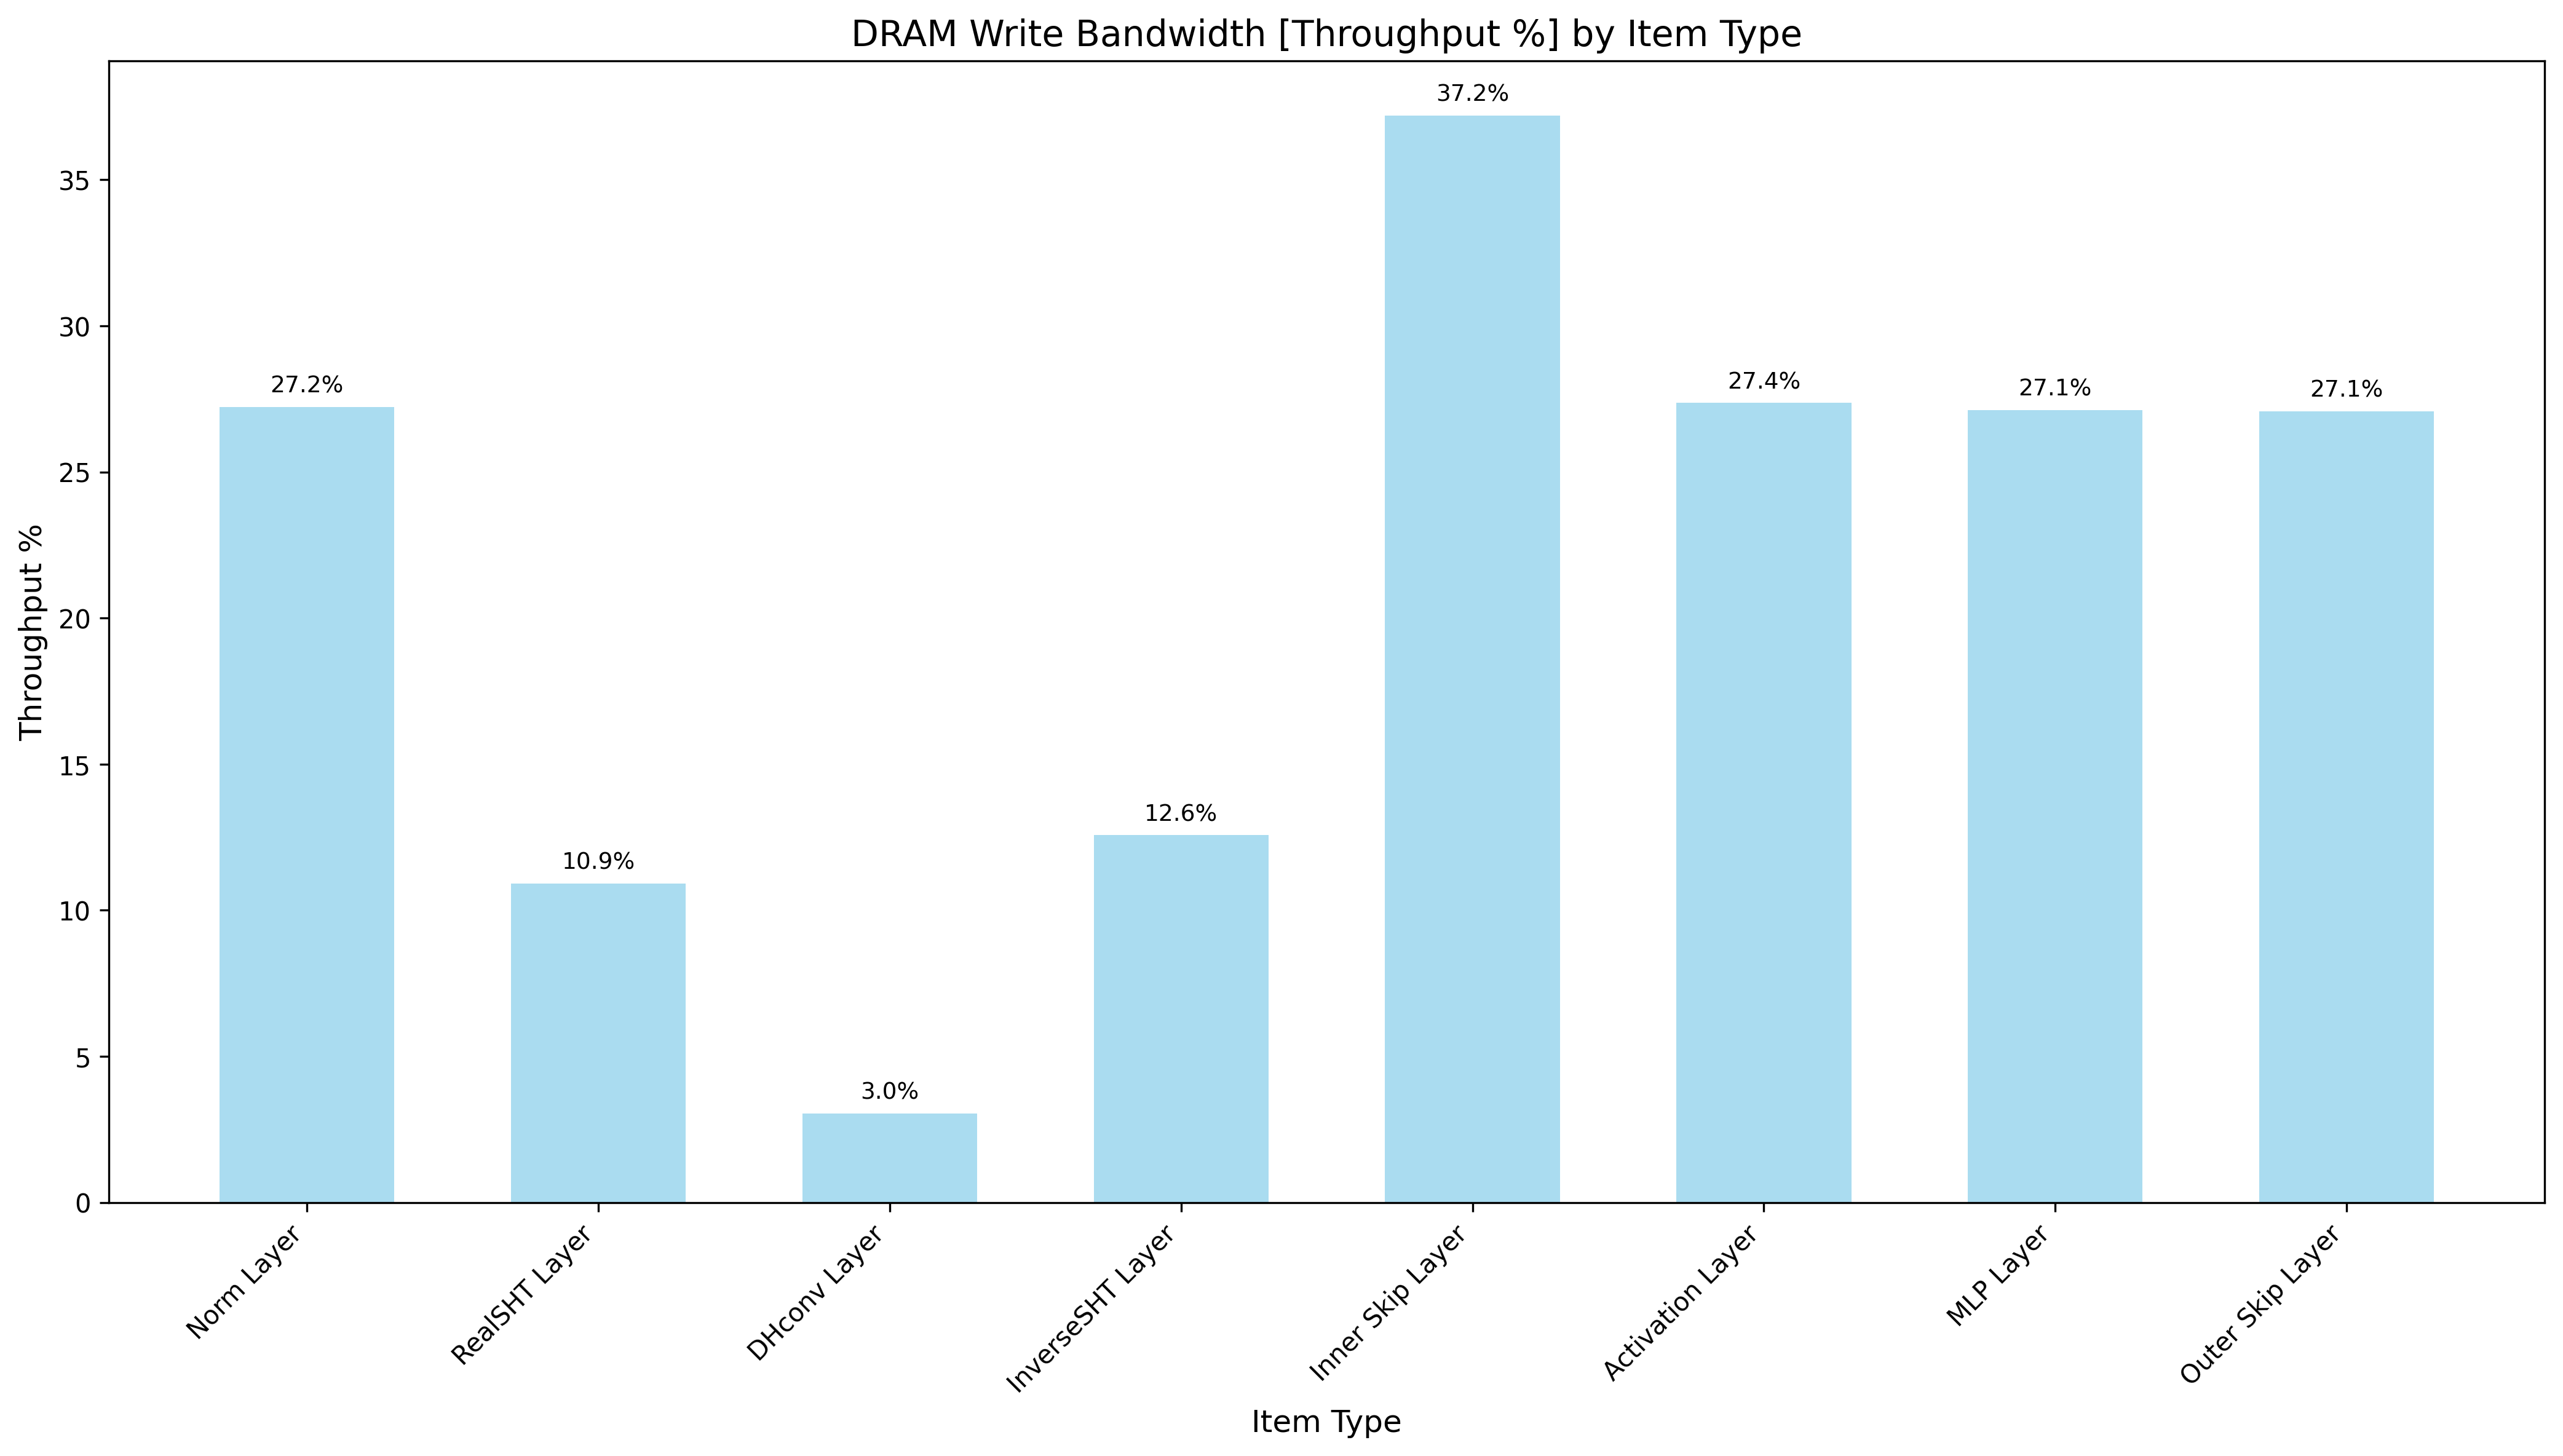 DRAM Write Bandwidth [Throughput %] by Item Type
Throughput %
35
30
25
20
15
10
5
0
27.2%
10.9%
3.0%
12.6%
37.2%
27.4%
27.1%
27.1%
Norm Layer
RealSHT Layer
DHconv Layer
InverseSHT Layer
Inner Skip Layer
Activation Layer
MLP Layer
Outer Skip Layer
Item Type